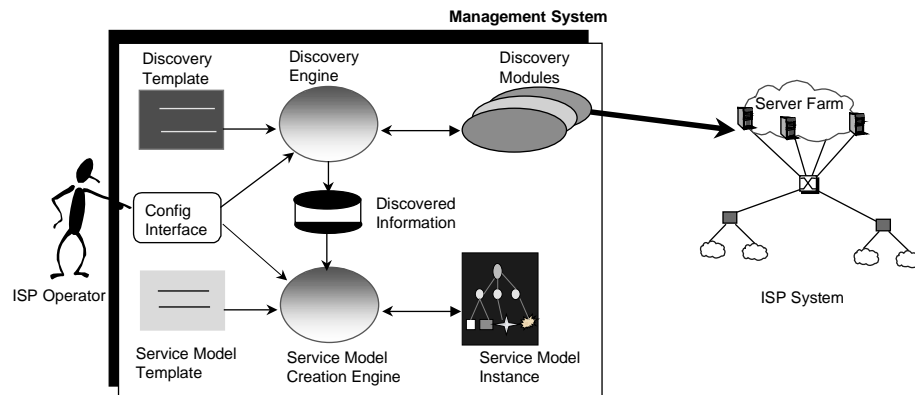 Management System
Discovery
Template
Discovery
Engine
Discovery
Modules
Server Farm
Config
Interface
Discovered
Information
ISP Operator
ISP System
Service Model
Template
Service Model
Creation Engine
Service Model
Instance